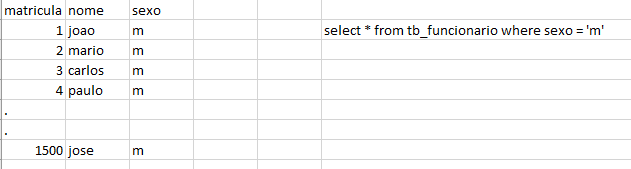 matricula nome sexo
1 joao m select * from tb_funcionario where sexo = 'm'
2 mario m
3 carlos m
4 paulo m
.
.
1500 jose m